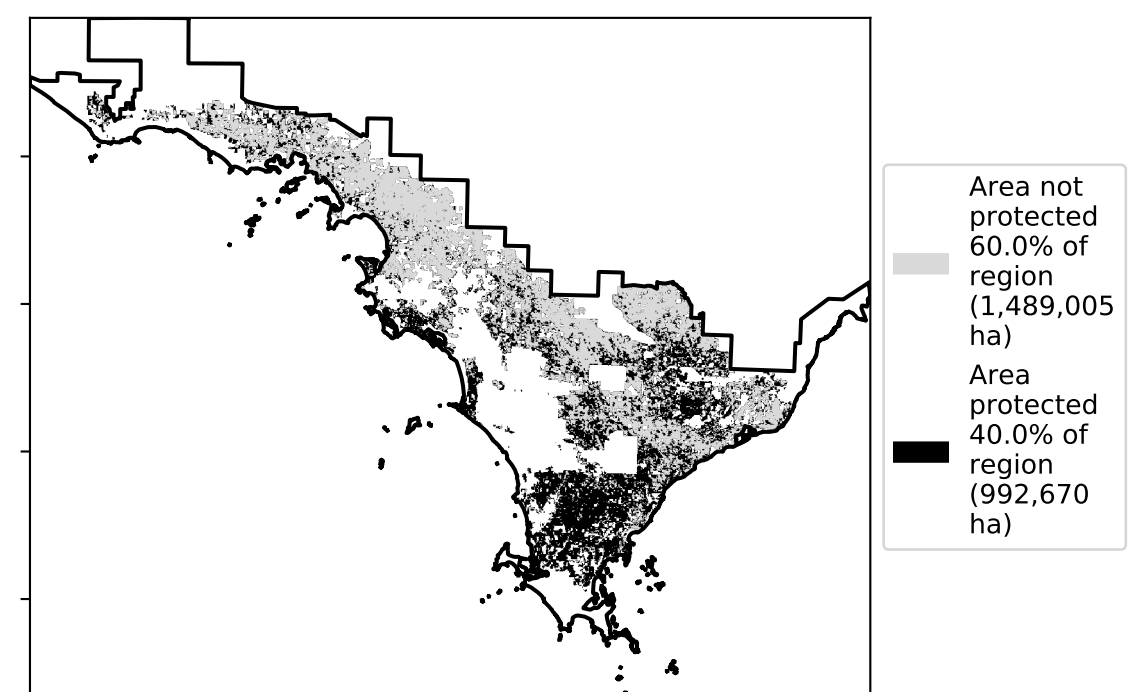 Area not
protected
60.0% of
region
(1,489,005
ha)
Area
protected
40.0% of
region
(992,670
ha)